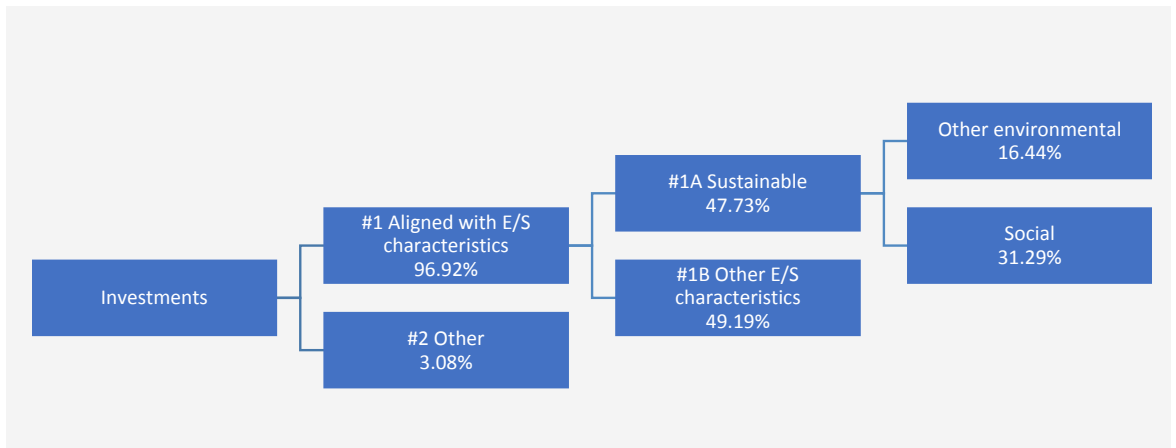 Investments
#1 Aligned with E/S
characteristics
96.92%
#2 Other
3.08%
#1A Sustainable
47.73%
#1B Other E/S
characteristics
49.19%
Other environmental
16.44%
Social
31.29%